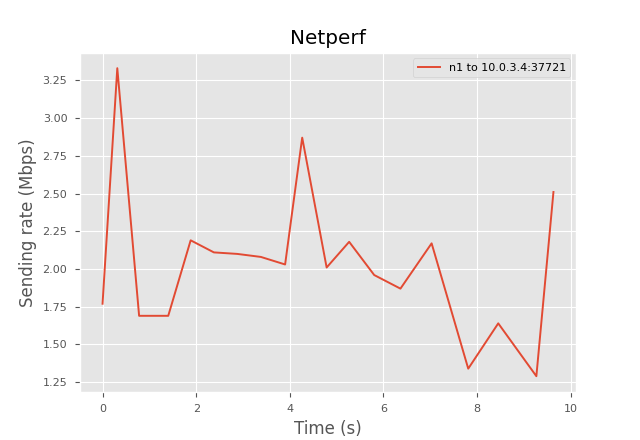 Netperf
n1 to 10.0.3.4:37721
Sending rate (Mbps)
3.25
3.00
2.75
2.50
2.25
2.00
1.75
1.50
1.25
0 2 4 6 8 10
Time (s)